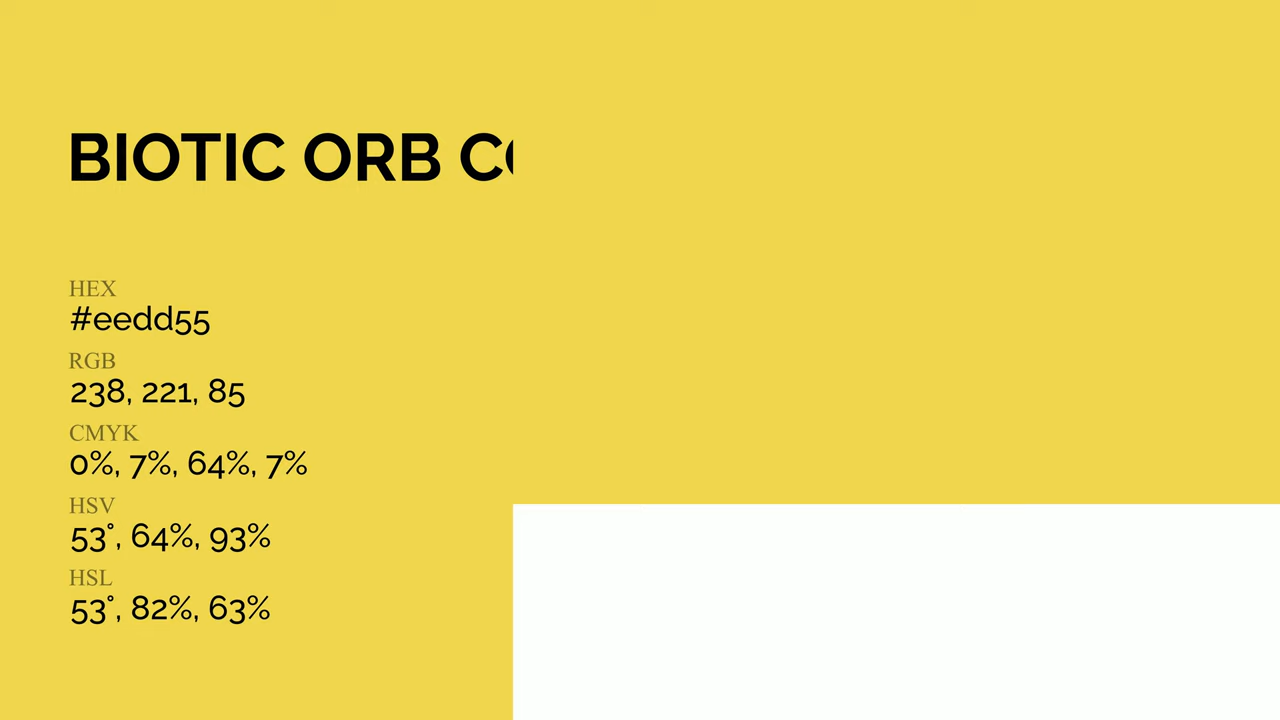 BIOTIC ORB
HEX
#eedd55
RGB
238, 221, 85
CMYK
0%, 7%, 64%, 7%
HSV
53°, 64%, 93%
HSL
53°, 82%, 63%